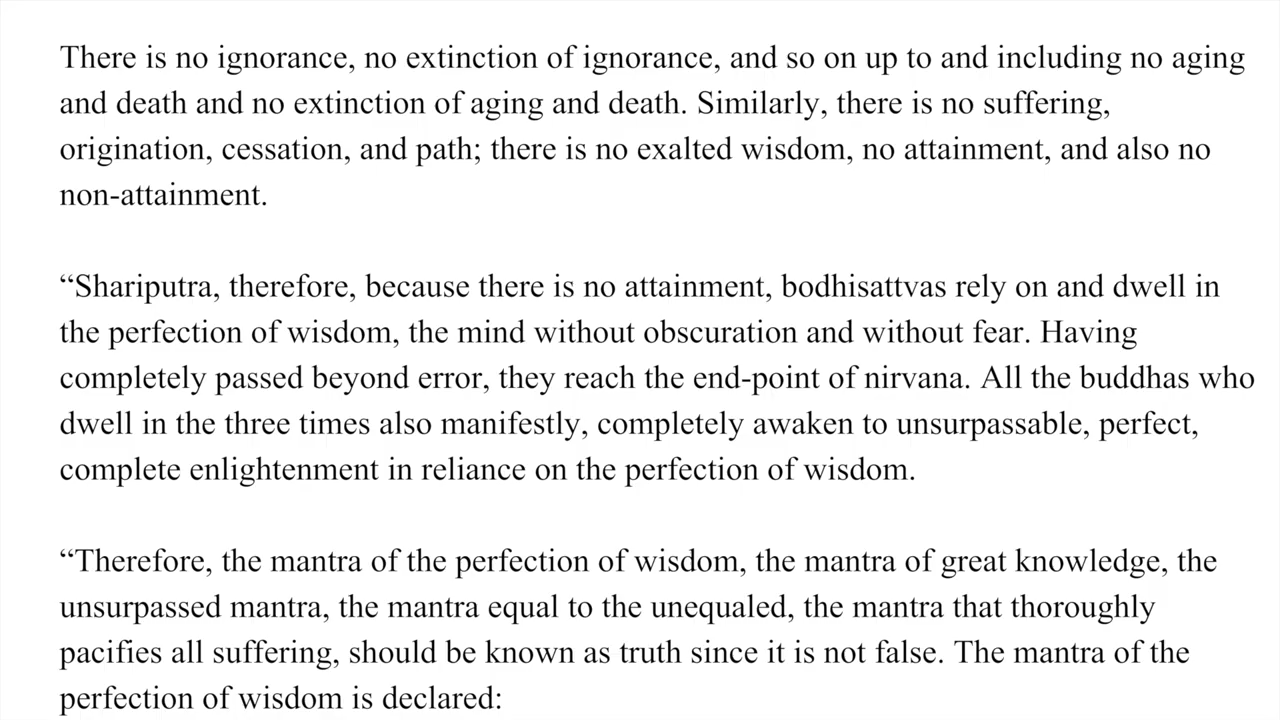 There is no ignorance, no extinction of ignorance, and so on up to and including no aging
and death and no extinction of aging and death. Similarly, there is no suffering,
origination, cessation, and path; there is no exalted wisdom, no attainment, and also no
non-attainment.
“Shariputra, therefore, because there is no attainment, bodhisattvas rely on and dwell in
the perfection of wisdom, the mind without obscuration and without fear. Having
completely passed beyond error, they reach the end-point of nirvana. All the buddhas who
dwell in the three times also manifestly, completely awaken to unsurpassable, perfect,
complete enlightenment in reliance on the perfection of wisdom.
“Therefore, the mantra of the perfection of wisdom, the mantra of great knowledge, the
unsurpassed mantra, the mantra equal to the unequaled, the mantra that thoroughly
pacifies all suffering, should be known as truth since it is not false. The mantra of the
perfection of wisdom is declared: